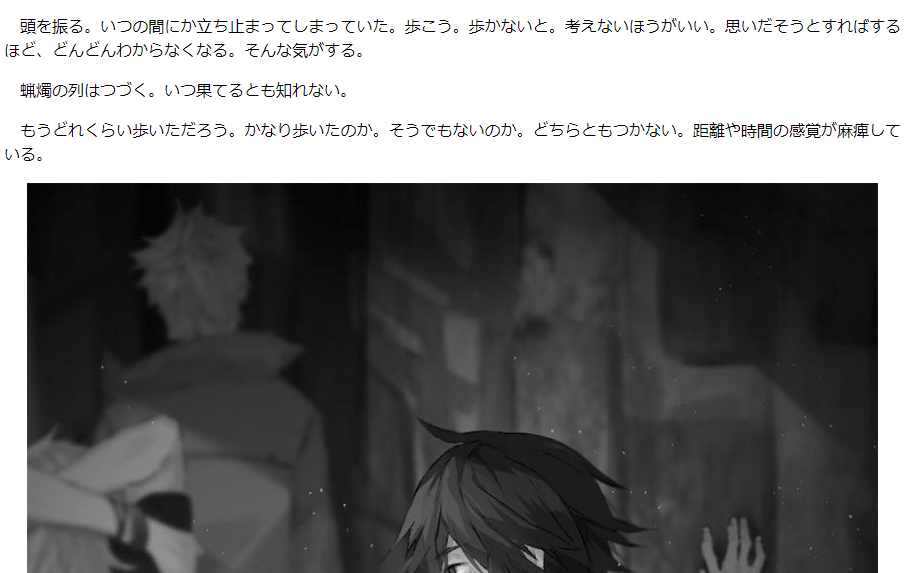 頭を振る。いつの間にか立ち止まってしまっていた。歩こう。歩かないと。考えないほうがいい。思いだそうとすればする
ほど、どんどんわからなくなる。そんな気がする。
蝋燭の列はつづく。いつ果てるとも知れない。
もうどれくらい歩いただろう。かなり歩いたのか。そうでもないのか。どちらともつかない。距離や時間の感覚が麻痺して
いる。